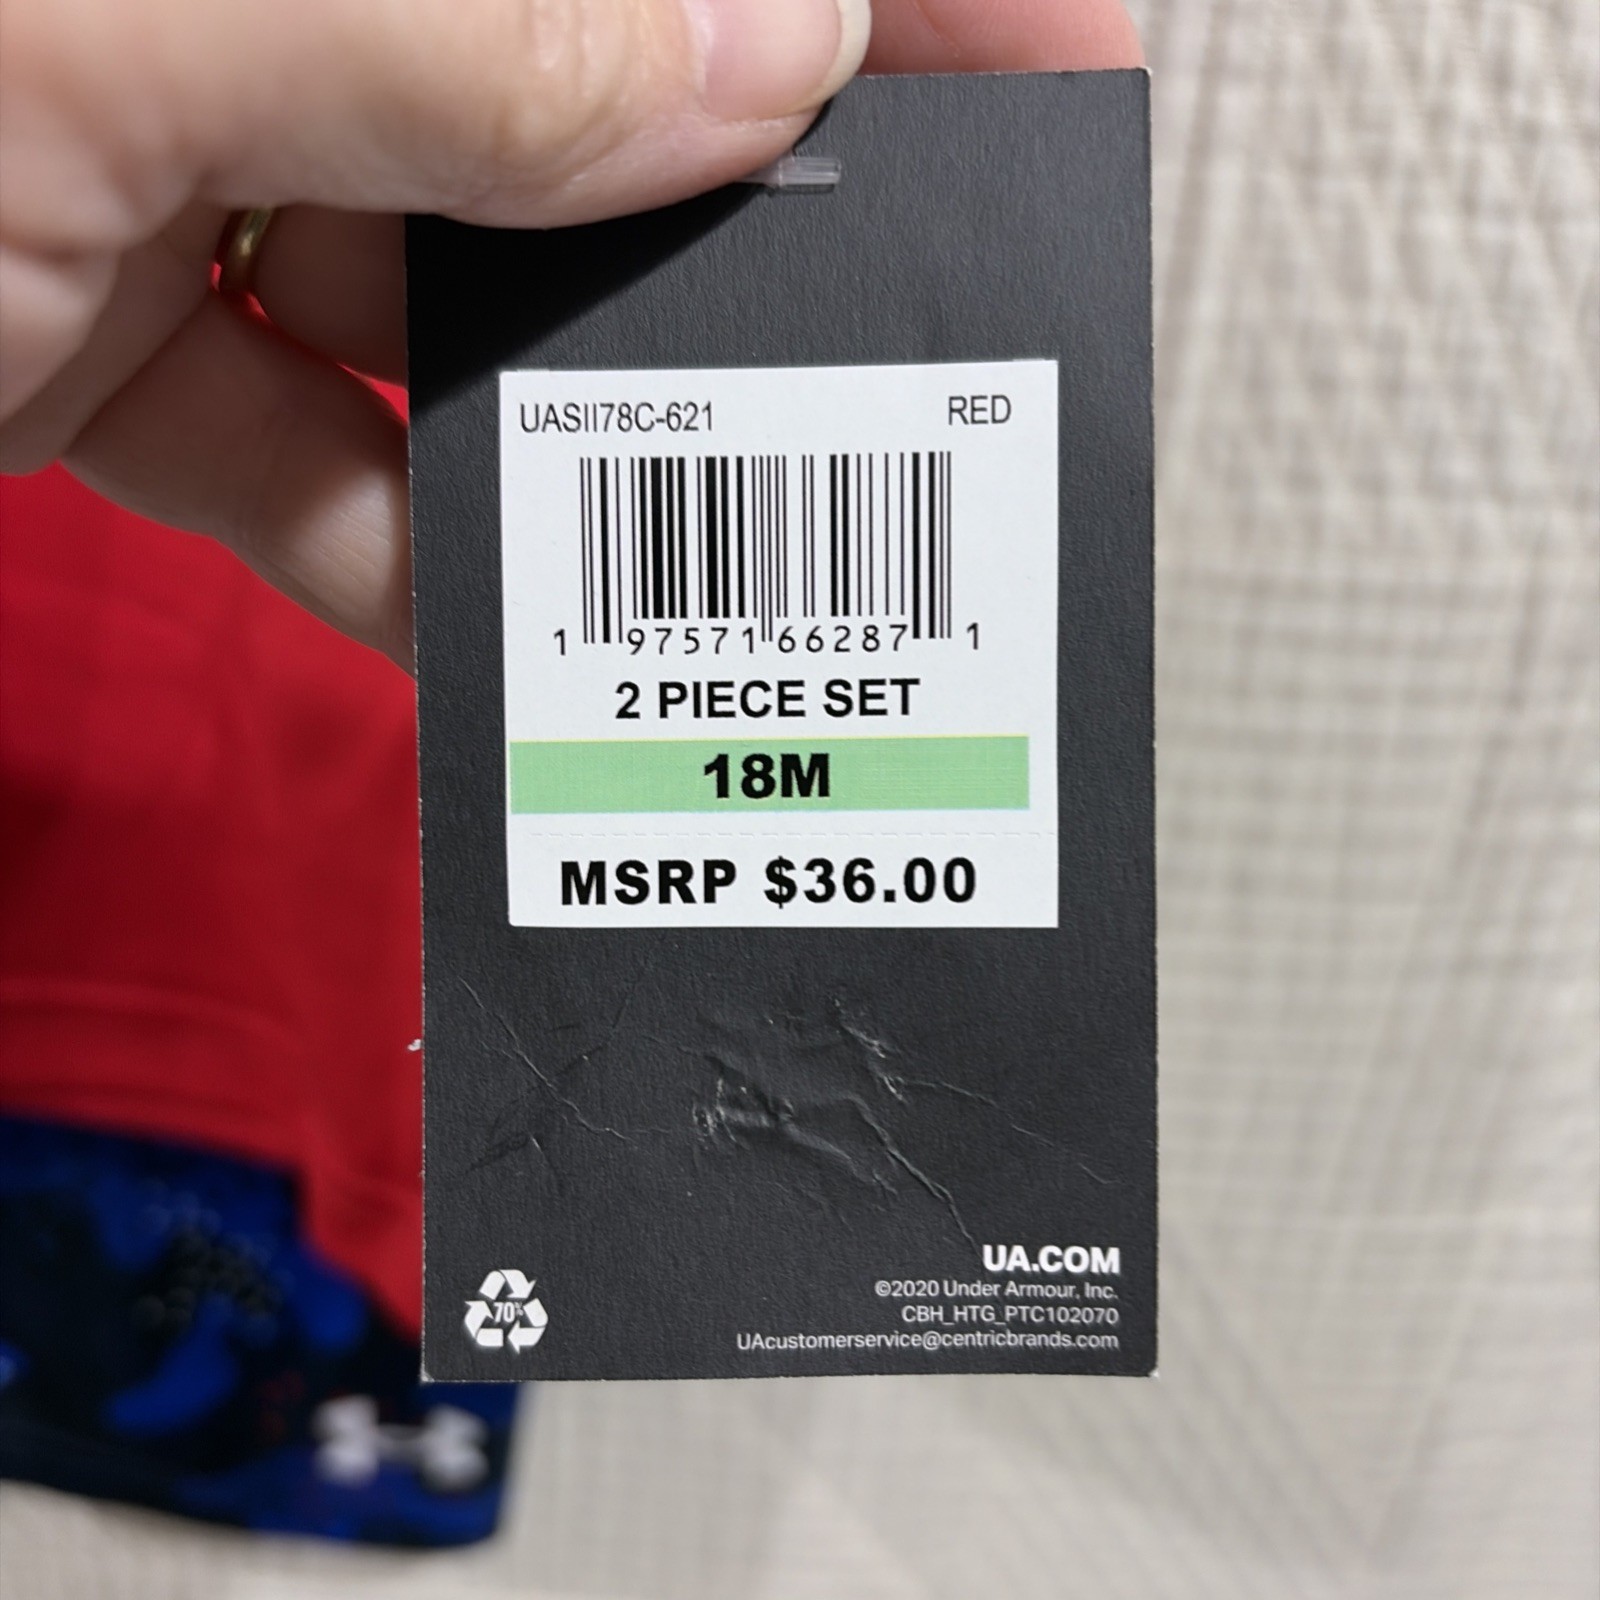 UASII78C-621 RED
1 97571 66287 1
2 PIECE SET
18M
MSRP $36.00
70%
UA.COM
©2020 Under Armour, Inc.
CBH_HTG_PTC102070
UAcustomerservice@centricbrands.com